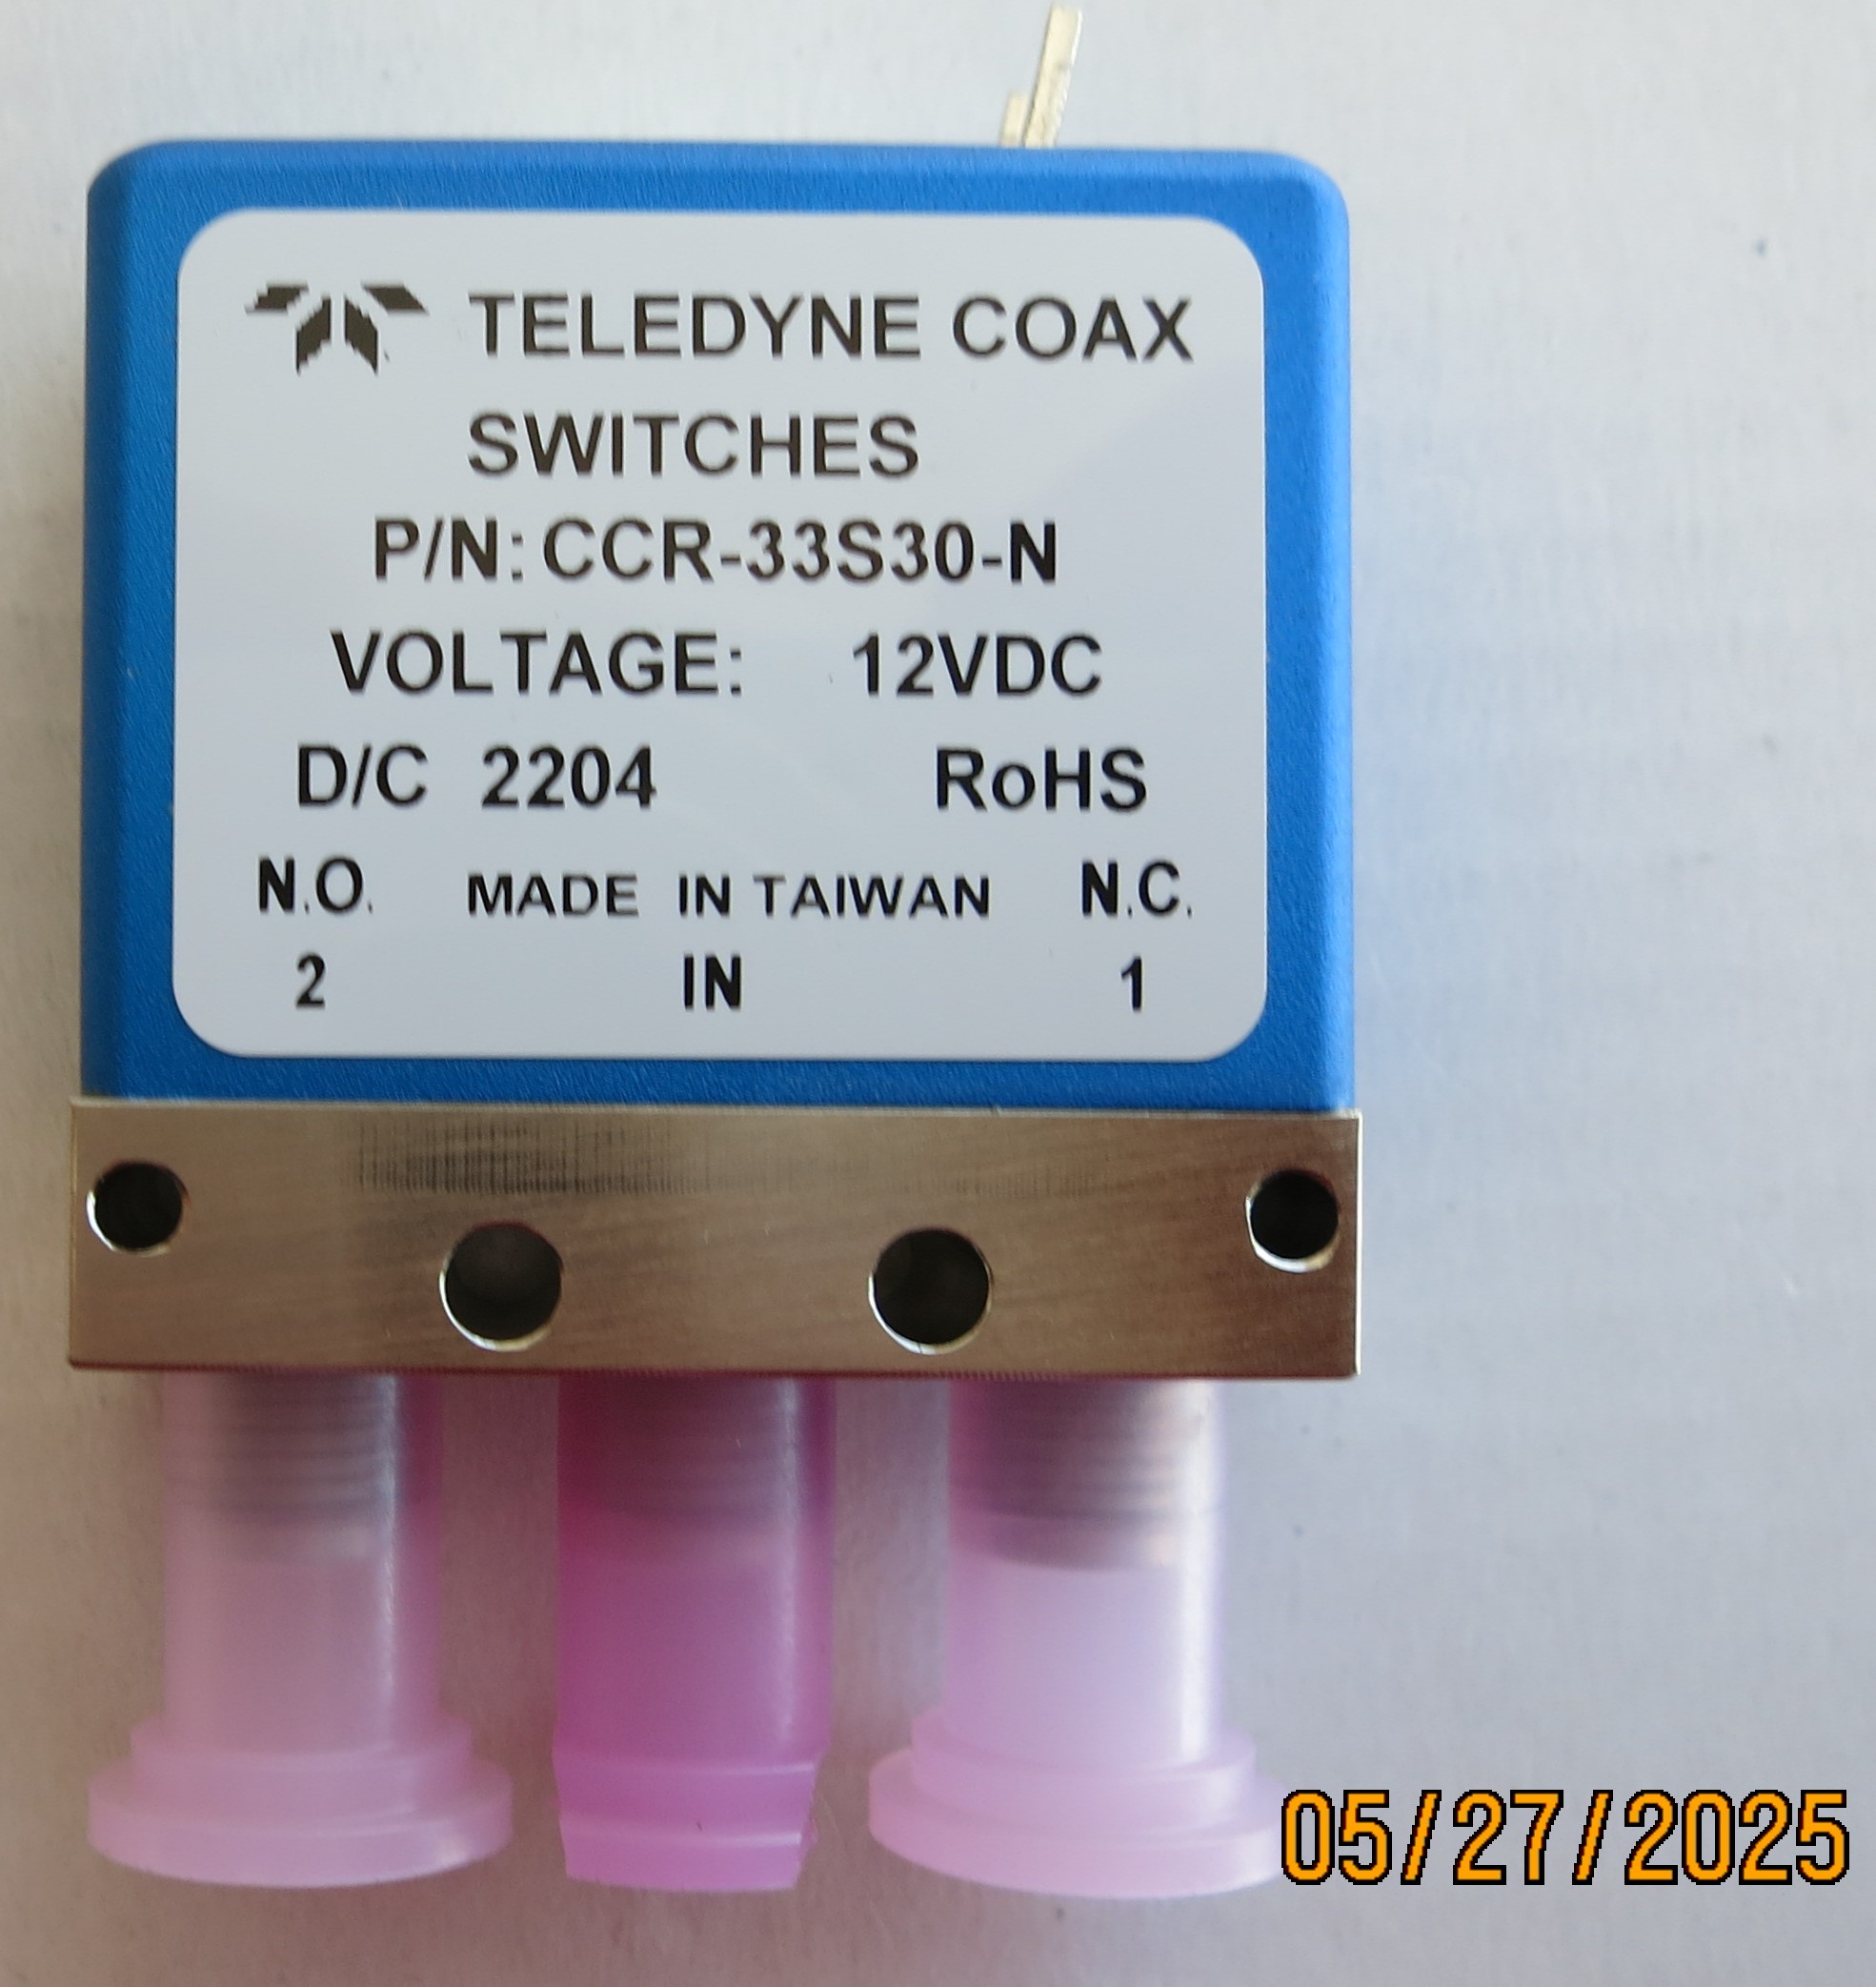 TELEDYNE COAX
SWITCHES
P/N: CCR-33S30-N
VOLTAGE: 12VDC
D/C 2204 RoHS
N.O. MADE IN TAIWAN N.C.
2 IN 1
05/27/2025